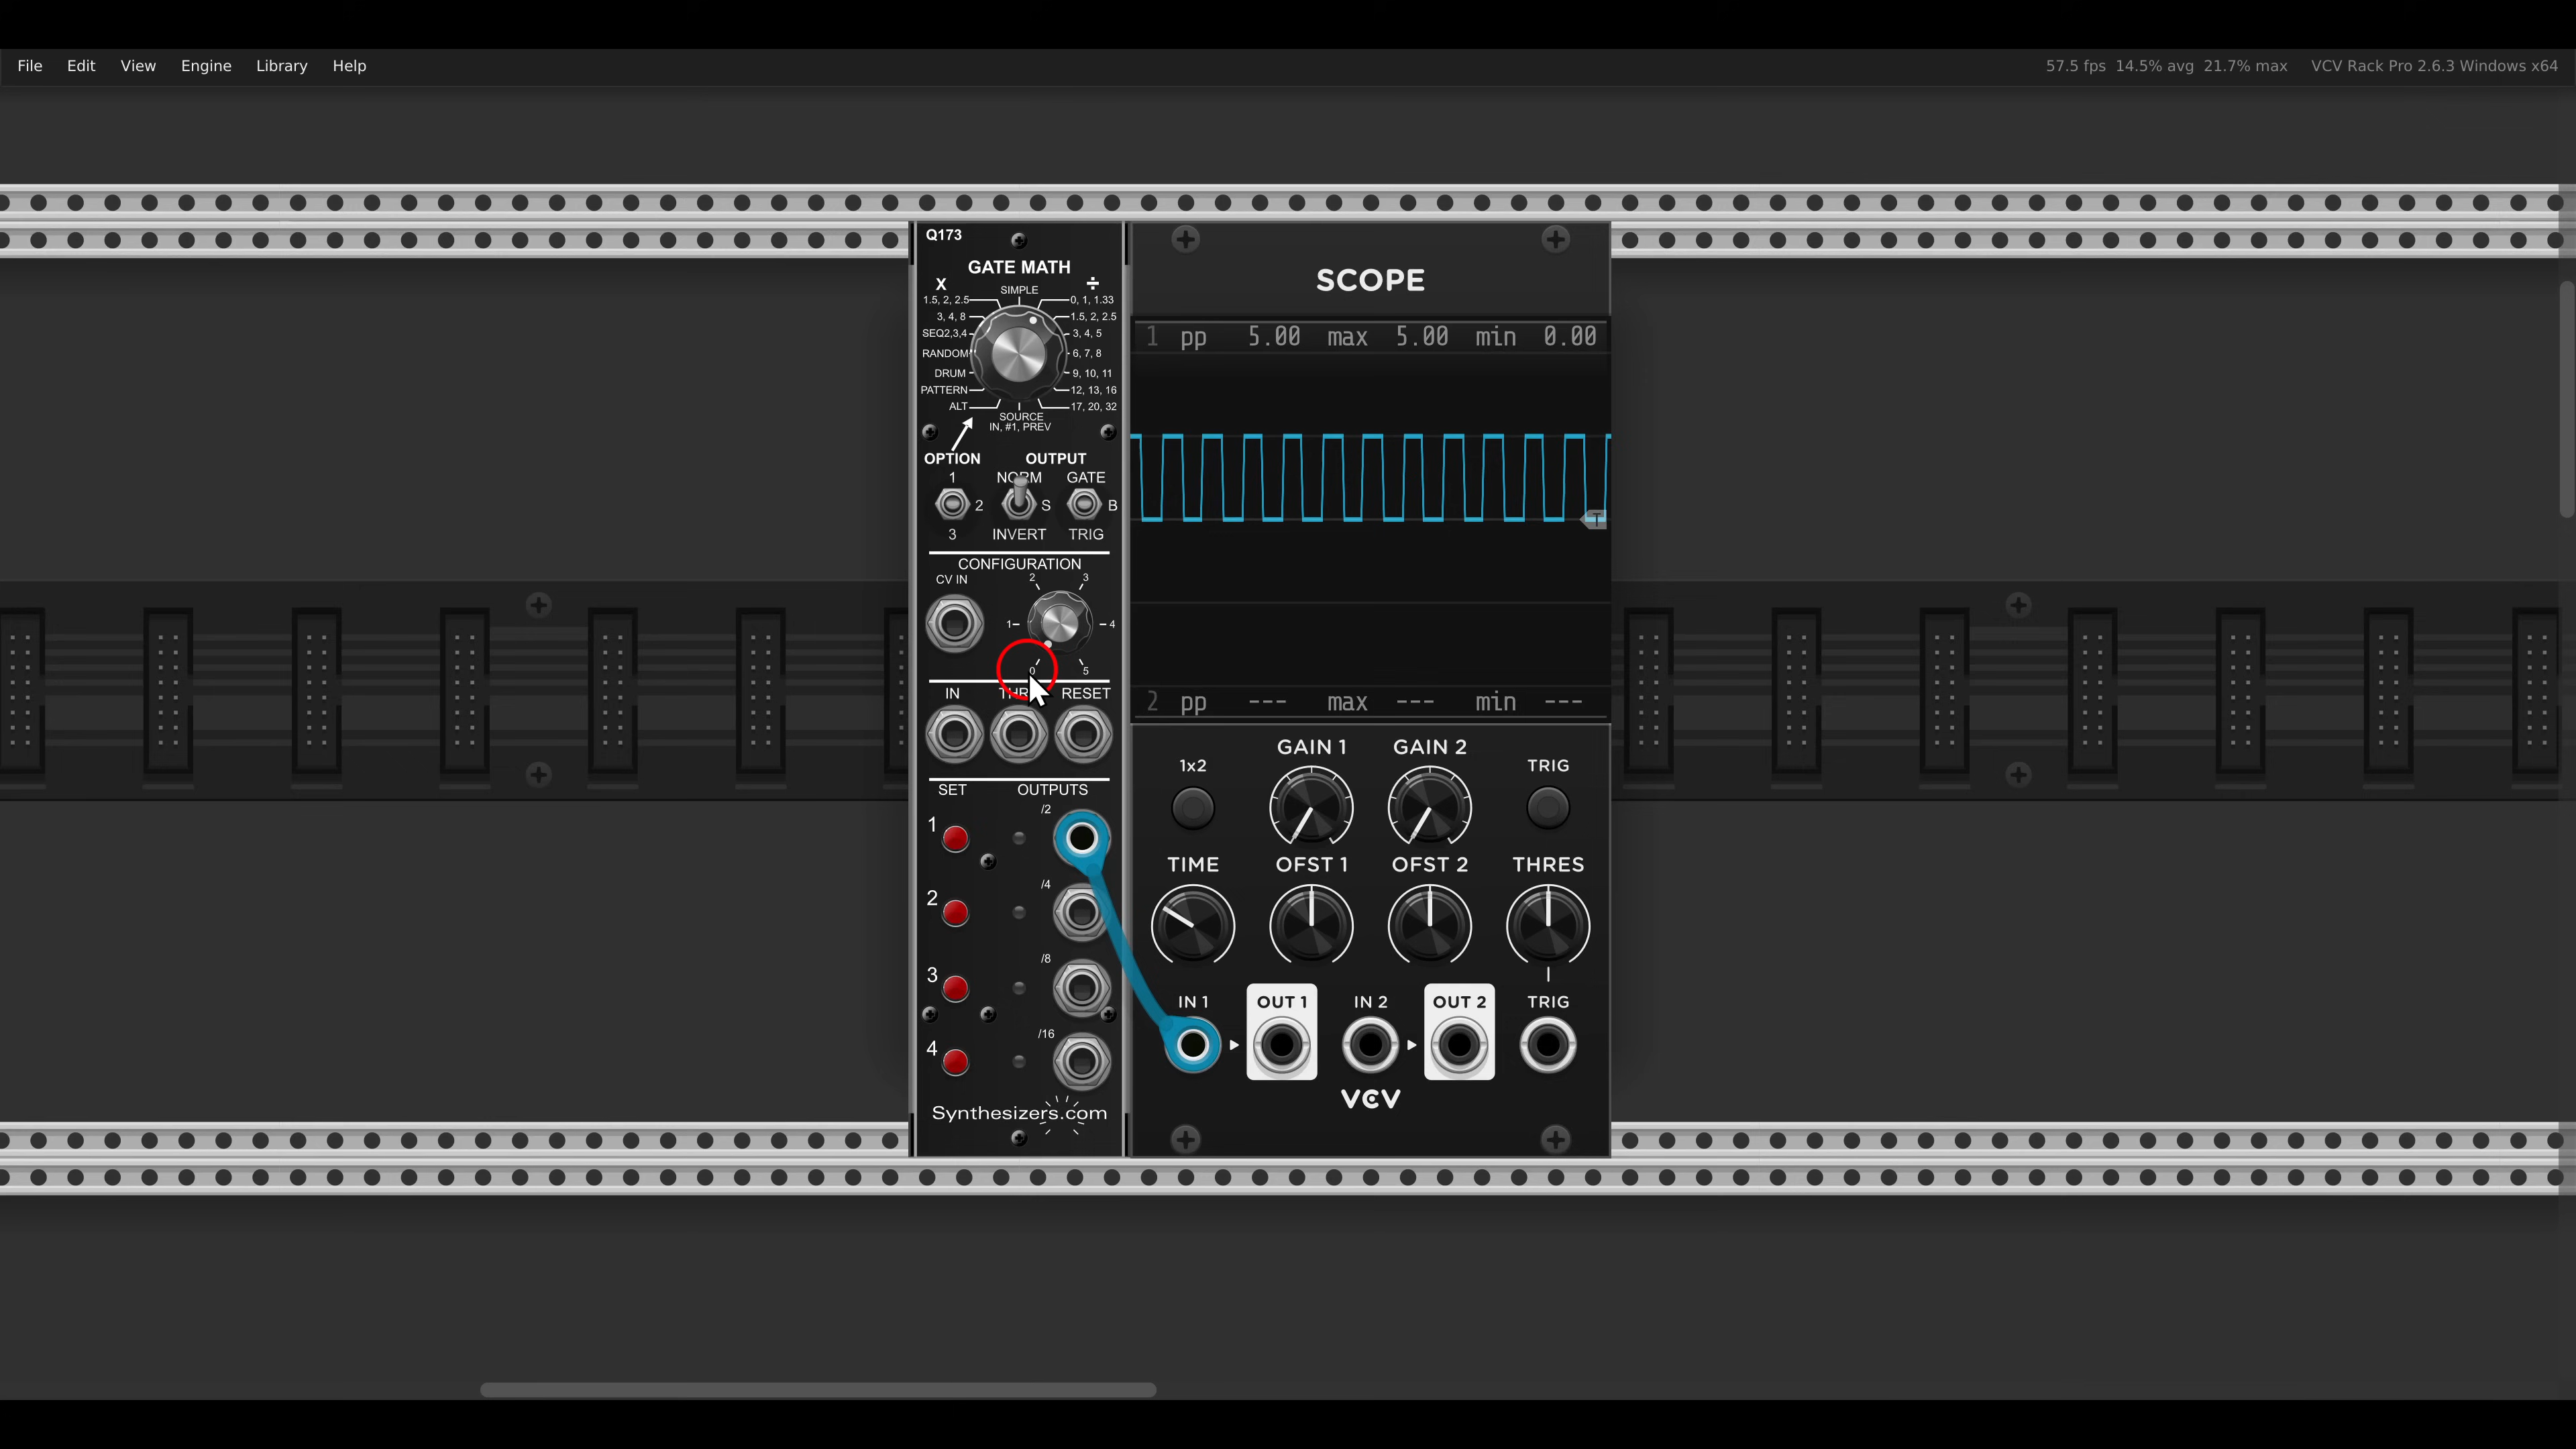 File Edit View Engine Library Help
57.5 fps 14.5% avg 21.7% max VCV Rack Pro 2.6.3 Windows x64
Q173
GATE MATH
X ÷
SIMPLE
1.5, 2, 2.5 0, 1, 1.33
3, 4, 8 1.5, 2, 2.5
SEQ2,3,4 3, 4, 5
RANDOM 6, 7, 8
DRUM 9, 10, 11
PATTERN 12, 13, 16
ALT 17, 20, 32
SOURCE
IN, #1, PREV
OPTION OUTPUT
1 NORM GATE
2 S B
3 INVERT TRIG
CONFIGURATION
CV IN 2 3
1 4
0 5
IN RESET
SET OUTPUTS
/2
1
/4
2
/8
3
/16
4
Synthesizers.com
SCOPE
1 pp 5.00 max 5.00 min 0.00
T
2 pp --- max --- min ---
1x2 GAIN 1 GAIN 2 TRIG
TIME OFST 1 OFST 2 THRES
IN 1 OUT 1 IN 2 OUT 2 TRIG
VCV